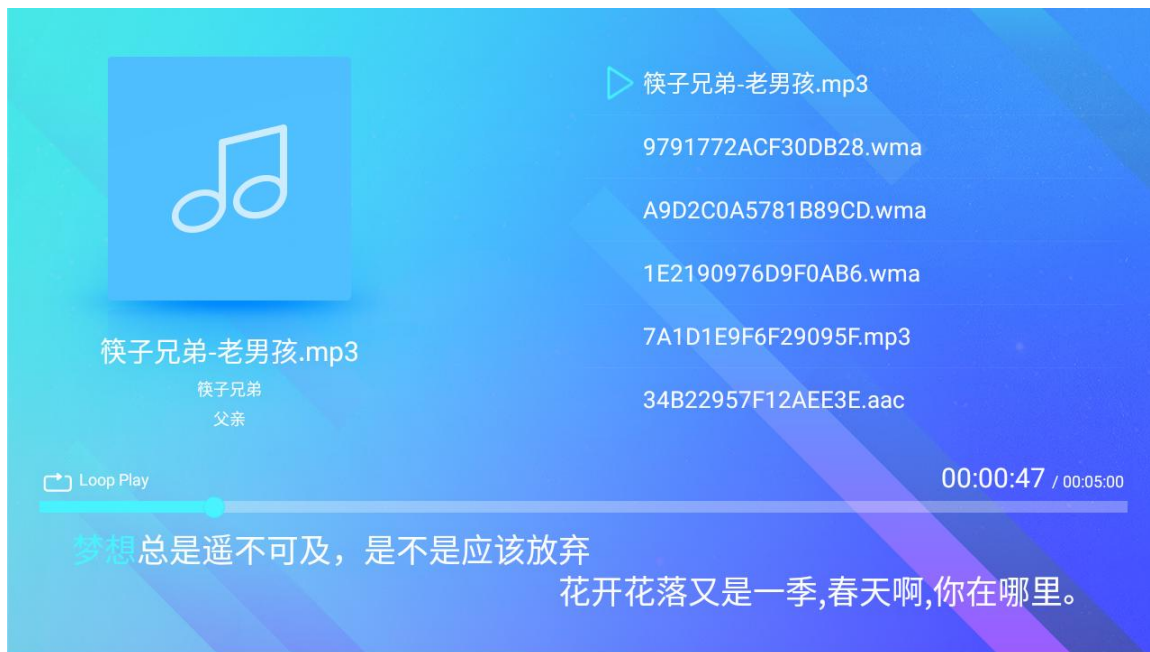 筷子兄弟-老男孩.mp3
筷子兄弟
父亲
筷子兄弟-老男孩.mp3
9791772ACF30DB28.wma
A9D2C0A5781B89CD.wma
1E2190976D9F0AB6.wma
7A1D1E9F6F29095F.mp3
34B22957F12AEE3E.aac
Loop Play
00:00:47 / 00:05:00
梦想总是遥不可及，是不是应该放弃
花开花落又是一季,春天啊,你在哪里。